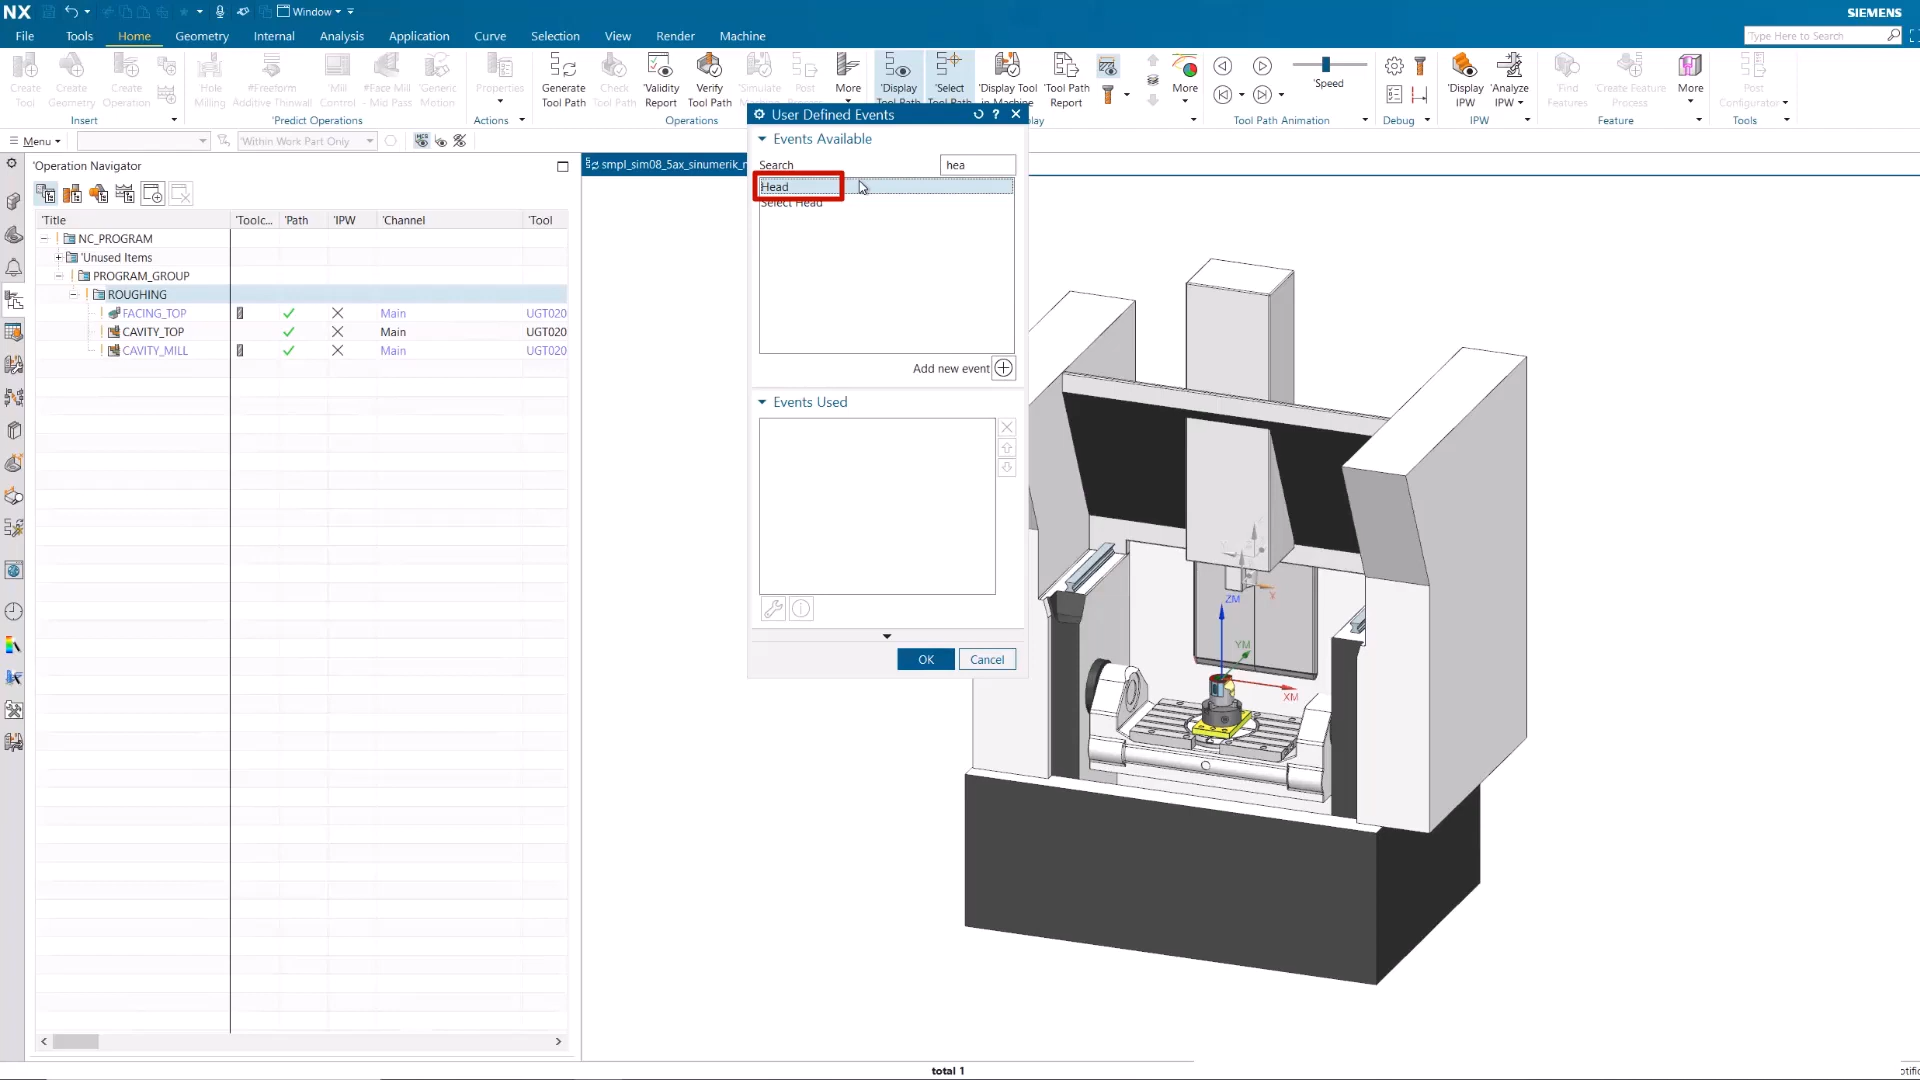 NX
Window
SIEMENS
File
Tools
Home
Geometry
Internal
Analysis
Application
Curve
Selection
View
Render
Machine
Type Here to Search
Create Tool
Create Geometry
Create Operation
'Hole Milling
#Freeform Additive Thinwall
'Mill Control
#Face Mill - Mid Pass
'Generic Motion
Properties
Generate Tool Path
Check Tool Path
'Validity Report
Verify Tool Path
'Simulate
Post
More
'Display
'Select
'Display Tool
'Tool Path Report
More
'Speed
'Display IPW
'Analyze IPW
'Find Features
'Create Feature Process
More
Post Configurator
Insert
'Predict Operations
Actions
Operations
Tool Path Animation
Debug
IPW
Feature
Tools
Menu
'Within Work Part Only
'Operation Navigator
'Title
'Toolc...
'Path
'IPW
'Channel
'Tool
NC_PROGRAM
'Unused Items
PROGRAM_GROUP
ROUGHING
FACING_TOP Main UGT020
CAVITY_TOP Main UGT020
CAVITY_MILL Main UGT020
smpl_sim08_5ax_sinumerik_
User Defined Events
Events Available
Search
hea
Head
Select Head
Add new event
Events Used
OK
Cancel
ZM
YM
XM
total 1